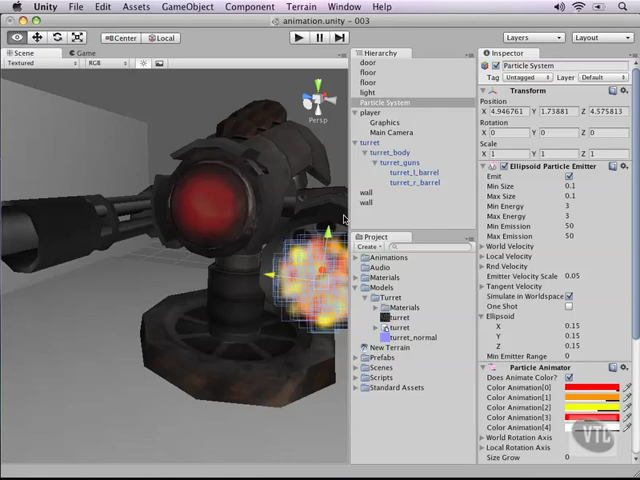 Unity File Edit Assets GameObject Component Terrain Window Help
animation.unity - 003
Center Local Layers Layout
Scene Game
Textured RGB
Persp
Hierarchy
door
floor
floor
light
Particle System
player
Graphics
Main Camera
turret
turret_body
turret_guns
turret_l_barrel
turret_r_barrel
wall
wall
Project
Create
Animations
Audio
Materials
Models
Turret
Materials
turret
turret
turret_normal
New Terrain
Prefabs
Scenes
Scripts
Standard Assets
Inspector
Particle System
Tag Untagged Layer Default
Transform
Position
X 4.946761 Y 1.73881 Z 4.575813
Rotation
X 0 Y 0 Z 0
Scale
X 1 Y 1 Z 1
Ellipsoid Particle Emitter
Emit
Min Size 0.1
Max Size 0.1
Min Energy 3
Max Energy 3
Min Emission 50
Max Emission 50
World Velocity
Local Velocity
Rnd Velocity
Emitter Velocity Scale 0.05
Tangent Velocity
Simulate in Worldspace
One Shot
Ellipsoid
X 0.15
Y 0.15
Z 0.15
Min Emitter Range 0
Particle Animator
Does Animate Color?
Color Animation[0]
Color Animation[1]
Color Animation[2]
Color Animation[3]
Color Animation[4]
World Rotation Axis
Local Rotation Axis
Size Grow 0
VTC